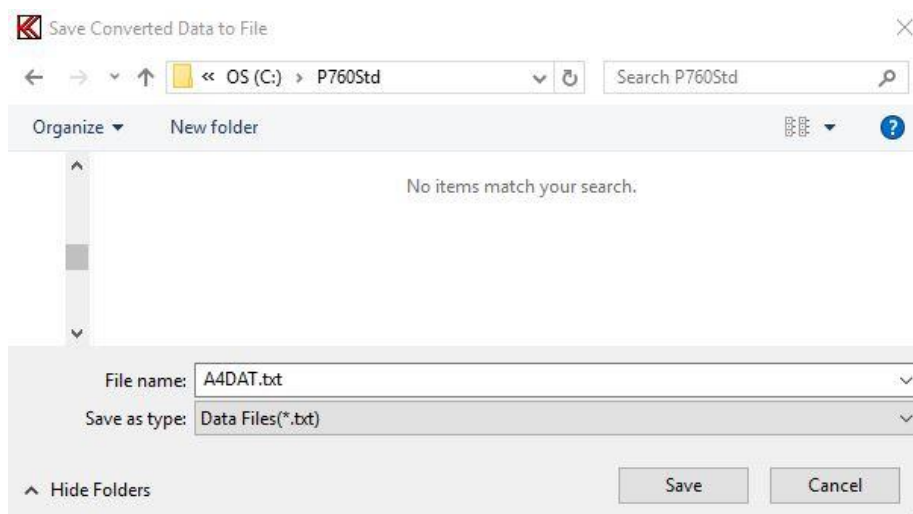 Save Converted Data to File
« OS (C:) › P760Std
Search P760Std
Organize
New folder
No items match your search.
File name: A4DAT.txt
Save as type: Data Files(*.txt)
Hide Folders
Save
Cancel